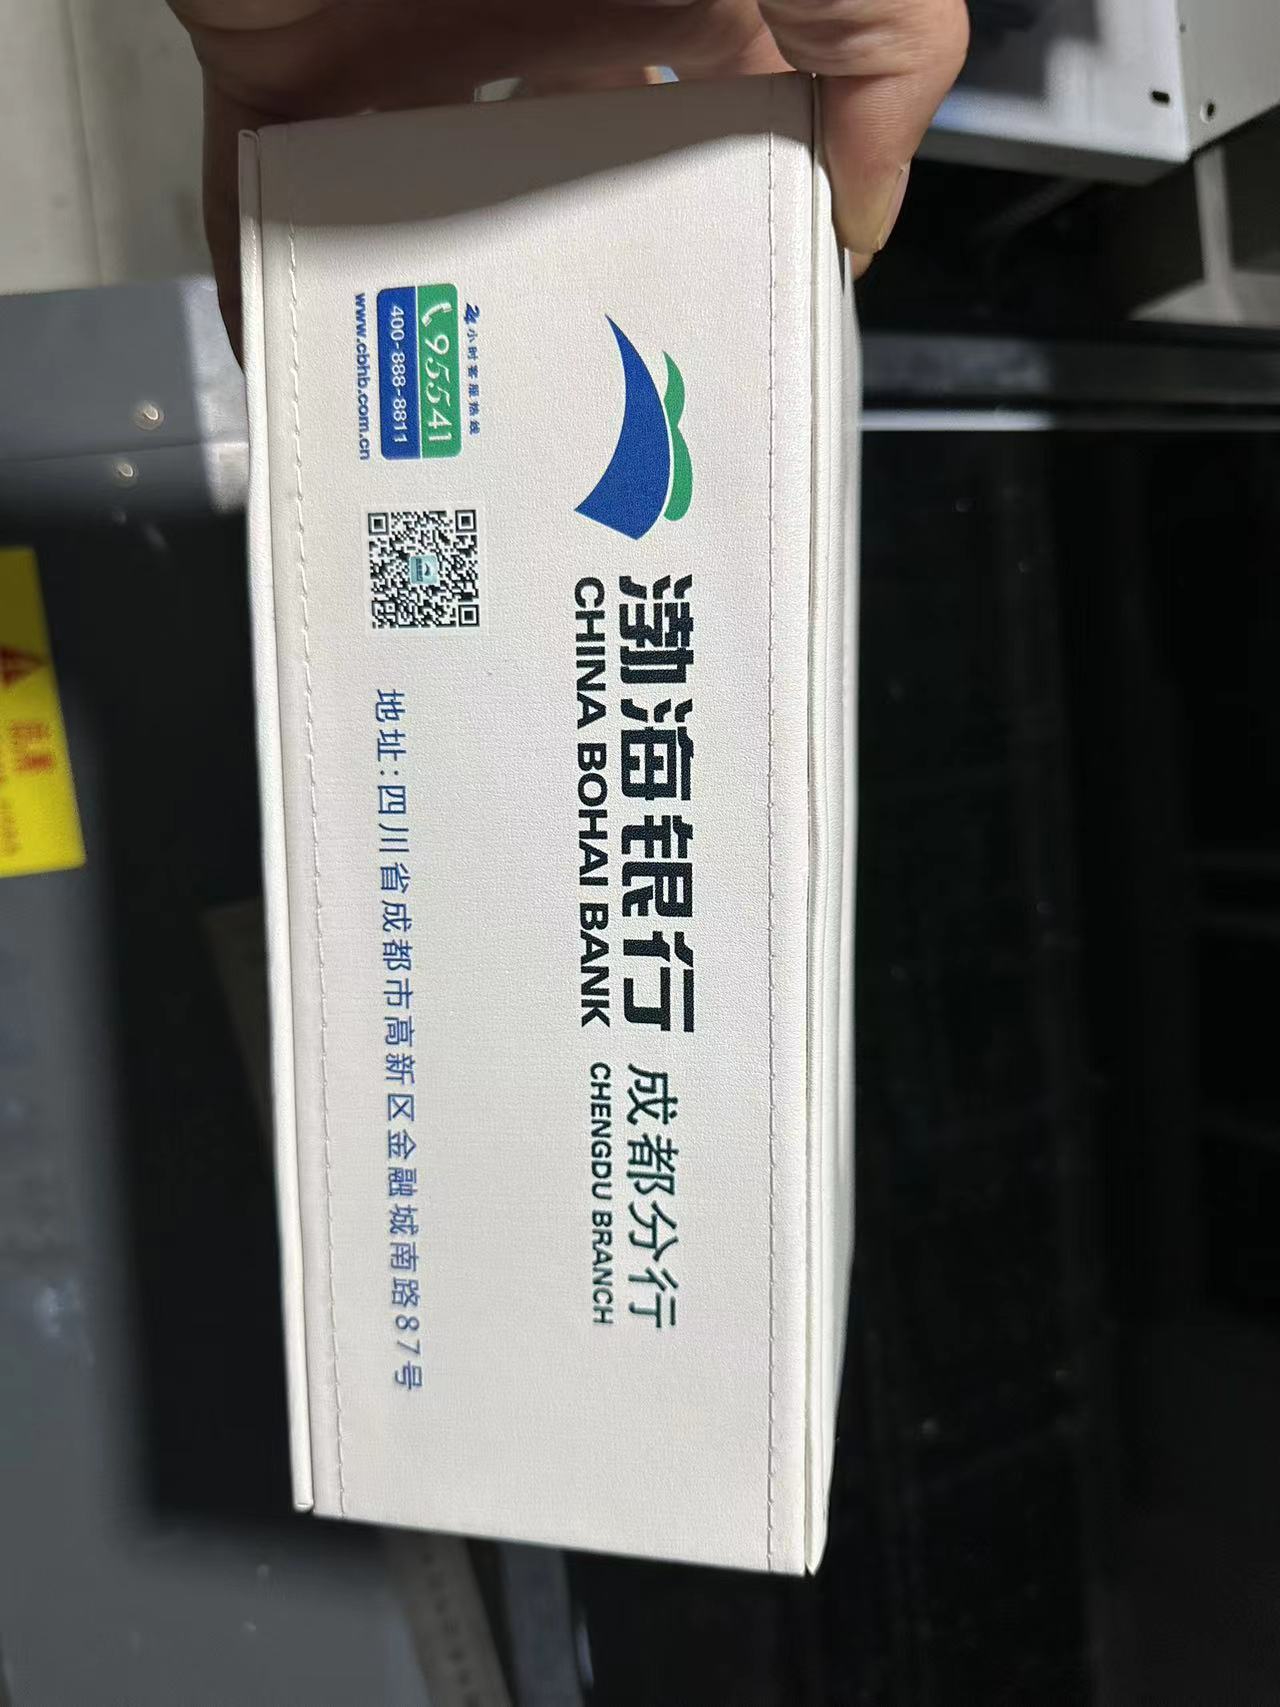 渤海银行 成都分行
CHINA BOHAI BANK CHENGDU BRANCH
24小时客服热线
95541
400-888-8811
www.cbhb.com.cn
地址:四川省成都市高新区金融城南路87号